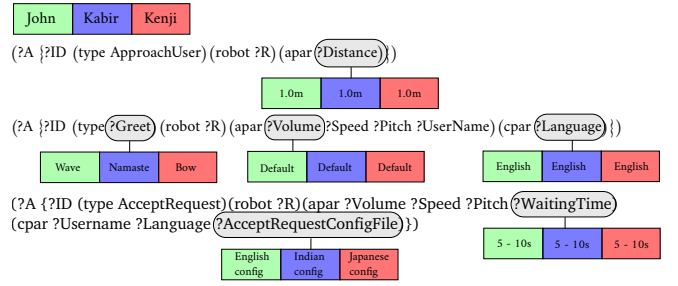 John Kabir Kenji
(?A {?ID (type ApproachUser) (robot ?R) (apar ?Distance)})
1.0m 1.0m 1.0m
(?A }?ID (type ?Greet) (robot ?R) (apar ?Volume ?Speed ?Pitch ?UserName) (cpar ?Language) })
Wave Namaste Bow Default Default Default English English English
(?A {?ID (type AcceptRequest)(robot ?R)(apar ?Volume ?Speed ?Pitch ?WaitingTime)
(cpar ?Username ?Language ?AcceptRequestConfigFile)})
5 - 10s 5 - 10s 5 - 10s
English config Indian config Japanese config